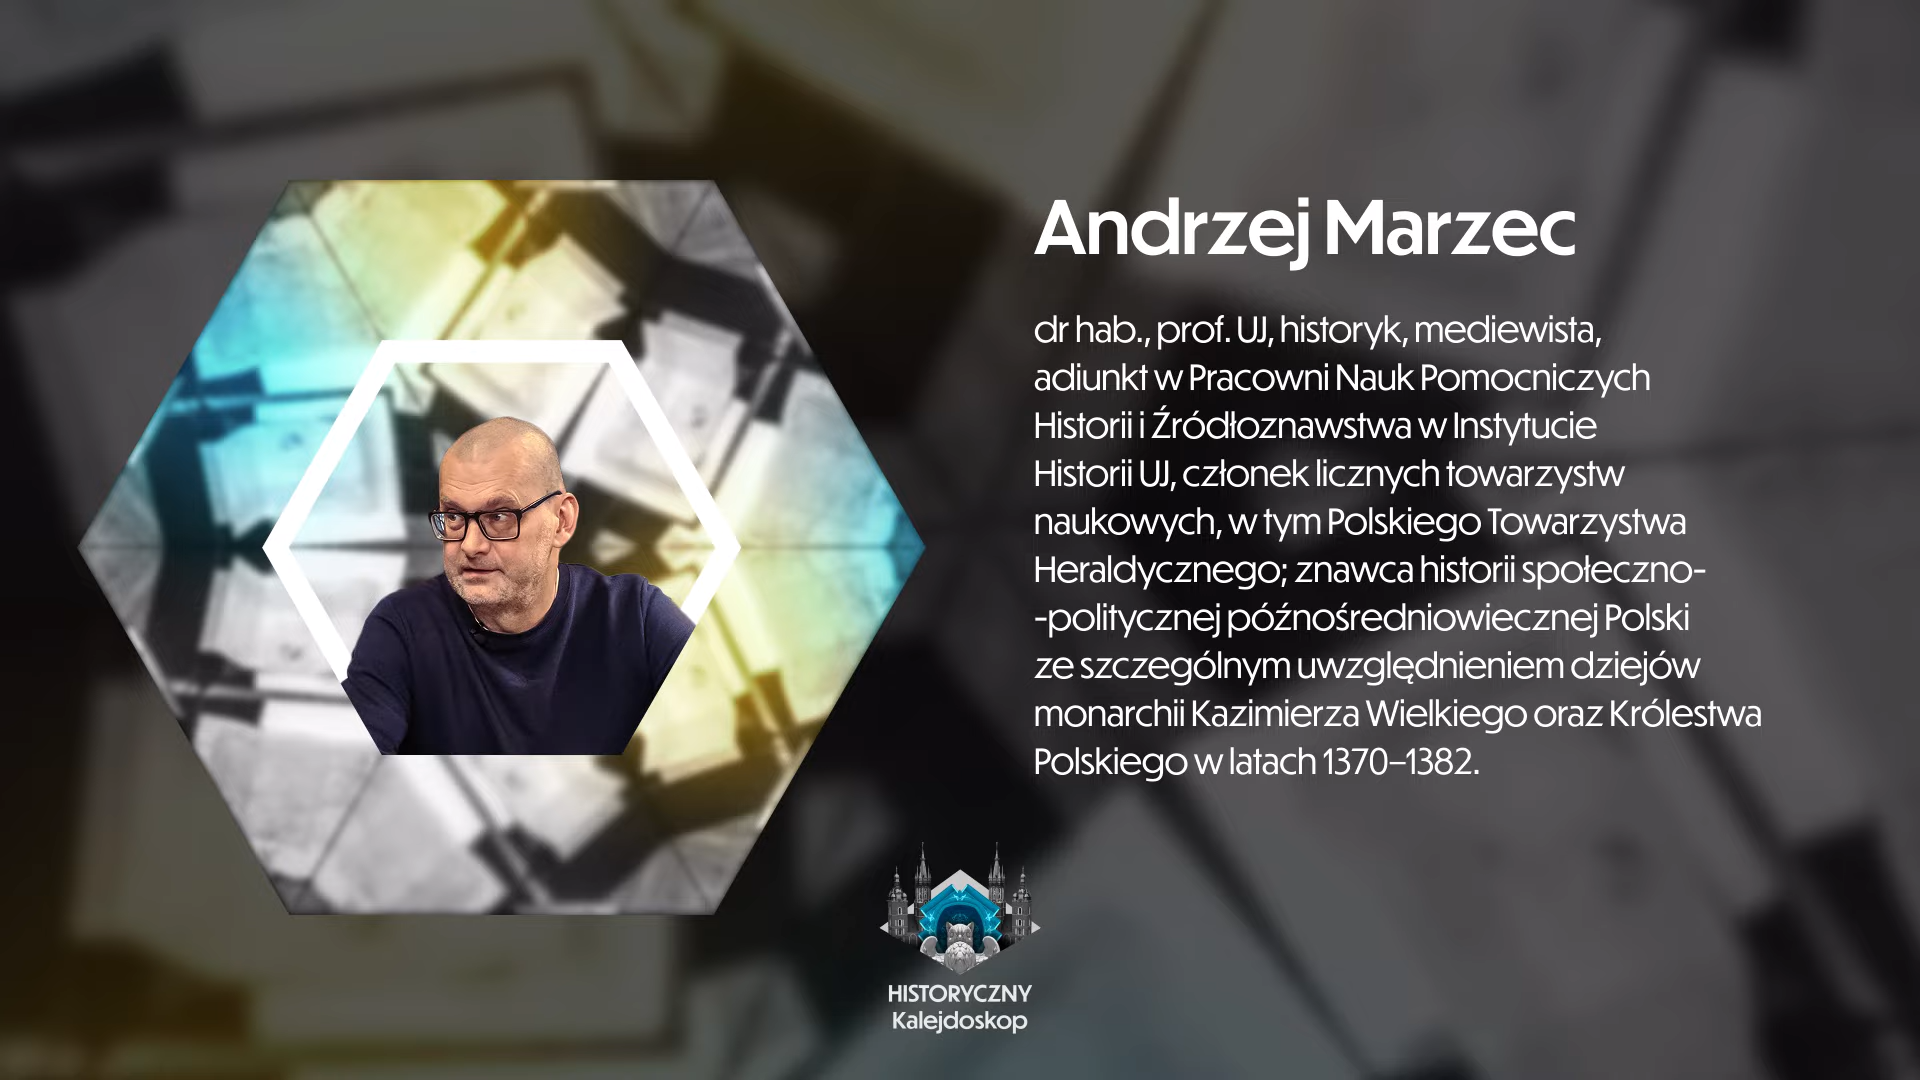 Andrzej Marzec
dr hab., prof. UJ, historyk, mediewista,
adiunkt w Pracowni Nauk Pomocniczych
Historii i Źródłoznawstwa w Instytucie
Historii UJ, członek licznych towarzystw
naukowych, w tym Polskiego Towarzystwa
Heraldycznego; znawca historii społeczno-
-politycznej późnośredniowiecznej Polski
ze szczególnym uwzględnieniem dziejów
monarchii Kazimierza Wielkiego oraz Królestwa
Polskiego w latach 1370–1382.
HISTORYCZNY
Kalejdoskop